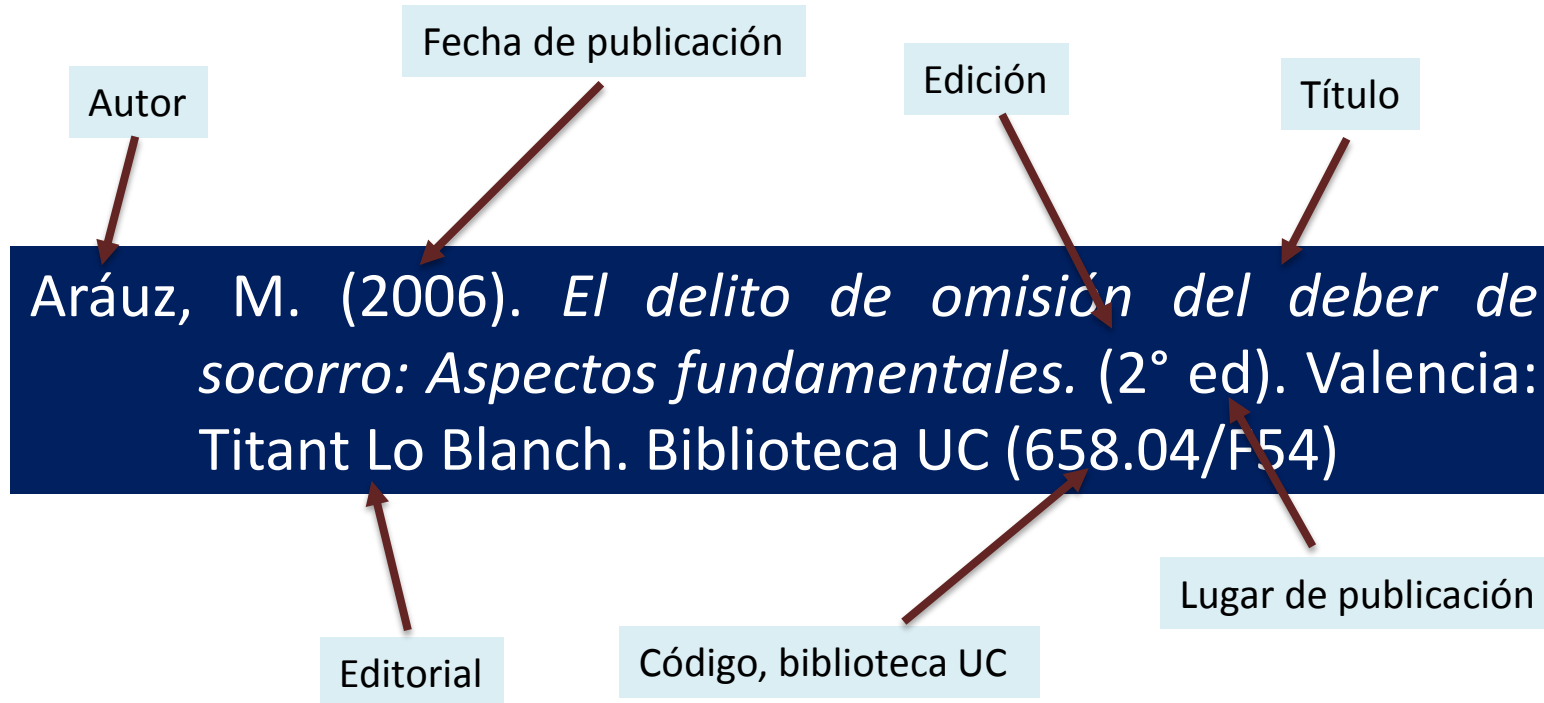 Fecha de publicación
Edición
Título
Autor
Aráuz, M. (2006). El delito de omisión del deber de
socorro: Aspectos fundamentales. (2° ed). Valencia:
Titant Lo Blanch. Biblioteca UC (658.04/F54)
Lugar de publicación
Código, biblioteca UC
Editorial